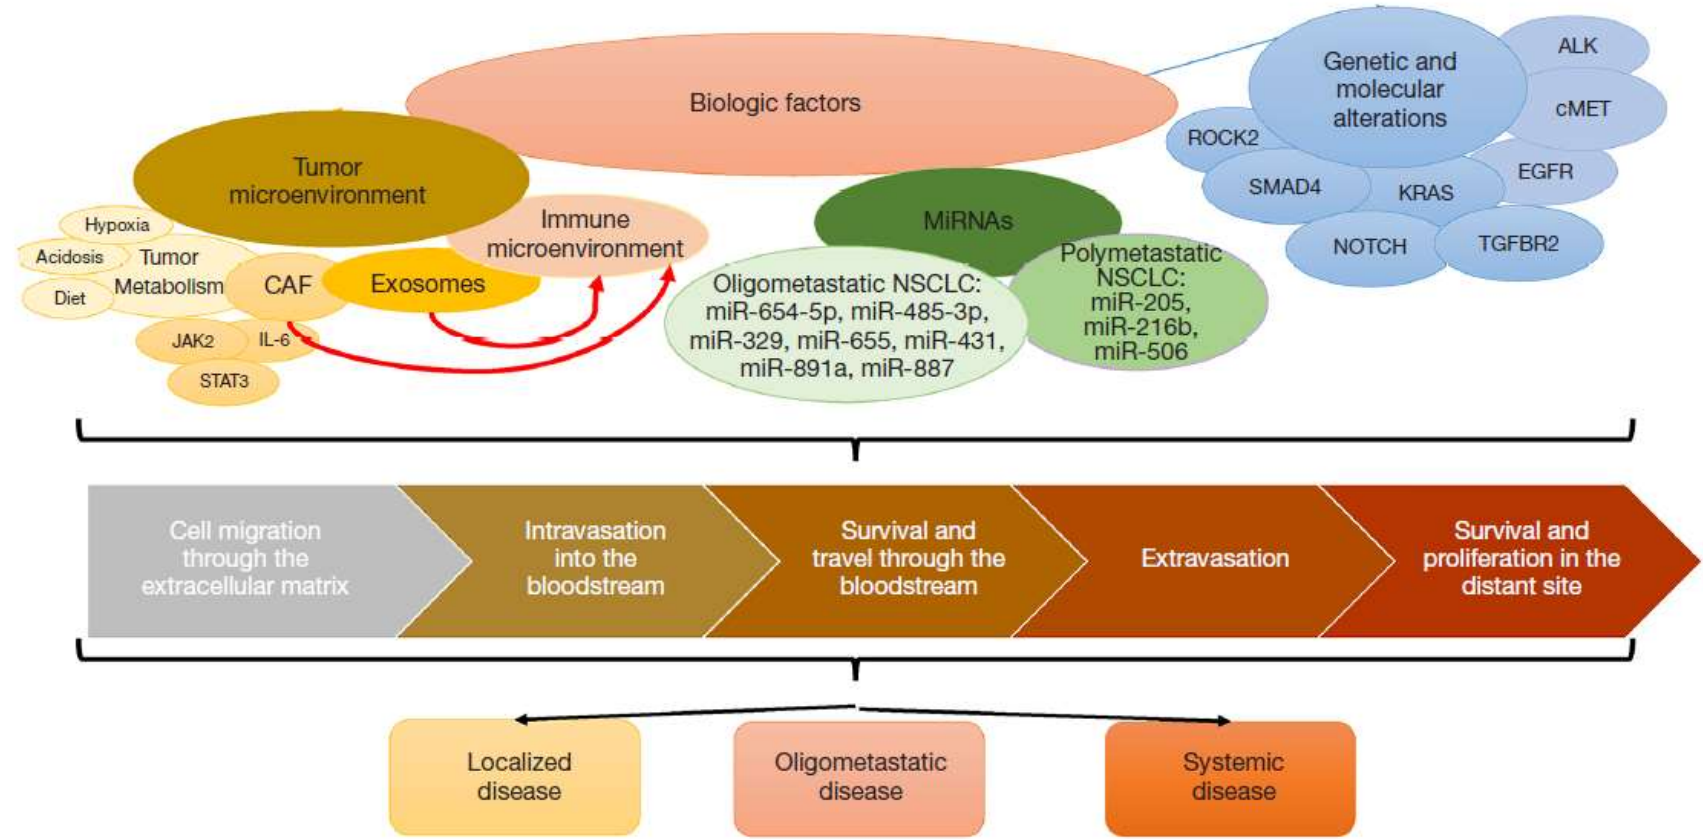 Biologic factors
Tumor
microenvironment
Immune
microenvironment
Hypoxia
Acidosis
Diet
Tumor
Metabolism
CAF
Exosomes
JAK2
IL-6
STAT3
MiRNAs
Oligometastatic NSCLC:
miR-654-5p, miR-485-3p,
miR-329, miR-655, miR-431,
miR-891a, miR-887
Polymetastatic
NSCLC:
miR-205,
miR-216b,
miR-506
Genetic and
molecular
alterations
ALK
cMET
EGFR
ROCK2
SMAD4
KRAS
NOTCH
TGFBR2
Cell migration
through the
extracellular matrix
Intravasation
into the
bloodstream
Survival and
travel through the
bloodstream
Extravasation
Survival and
proliferation in the
distant site
Localized
disease
Oligometastatic
disease
Systemic
disease